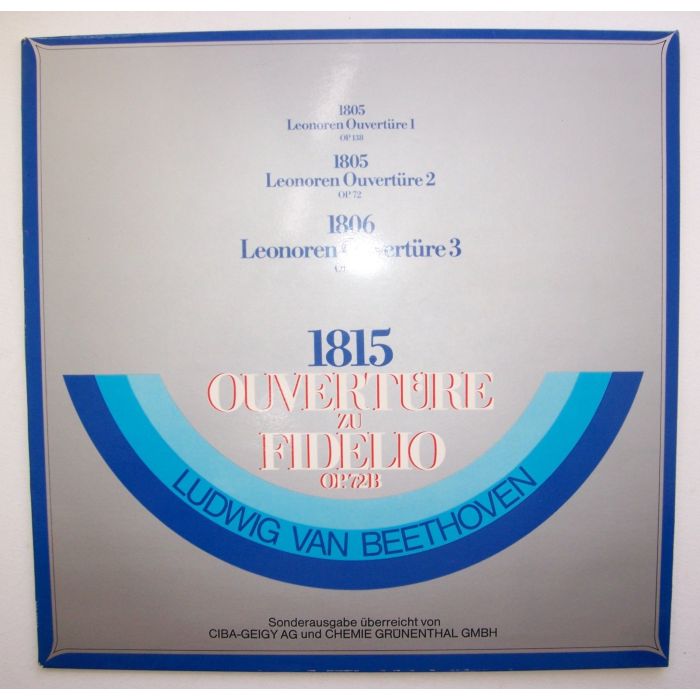 1805
Leonoren Ouvertüre 1
OP 138
1805
Leonoren Ouvertüre 2
OP 72
1806
Leonoren Ouvertüre 3
1815
OUVERTÜRE
ZU
FIDELIO
OP. 72B
LUDWIG VAN BEETHOVEN
Sonderausgabe überreicht von
CIBA-GEIGY AG und CHEMIE GRÜNENTHAL GMBH